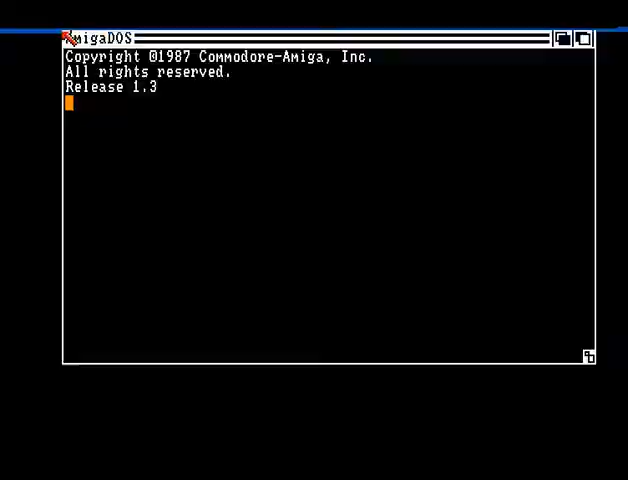 AmigaDOS
Copyright ©1987 Commodore-Amiga, Inc.
All rights reserved.
Release 1.3